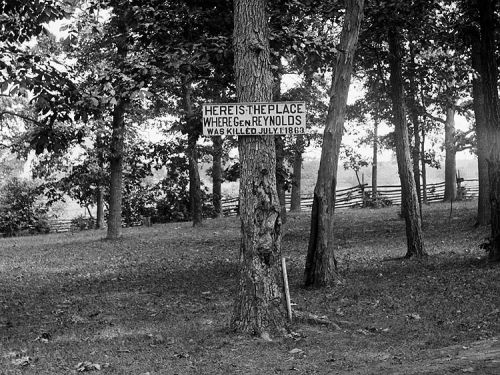 HERE IS THE PLACE
WHERE GEN REYNOLDS
WAS KILLED JULY 1. 1863.